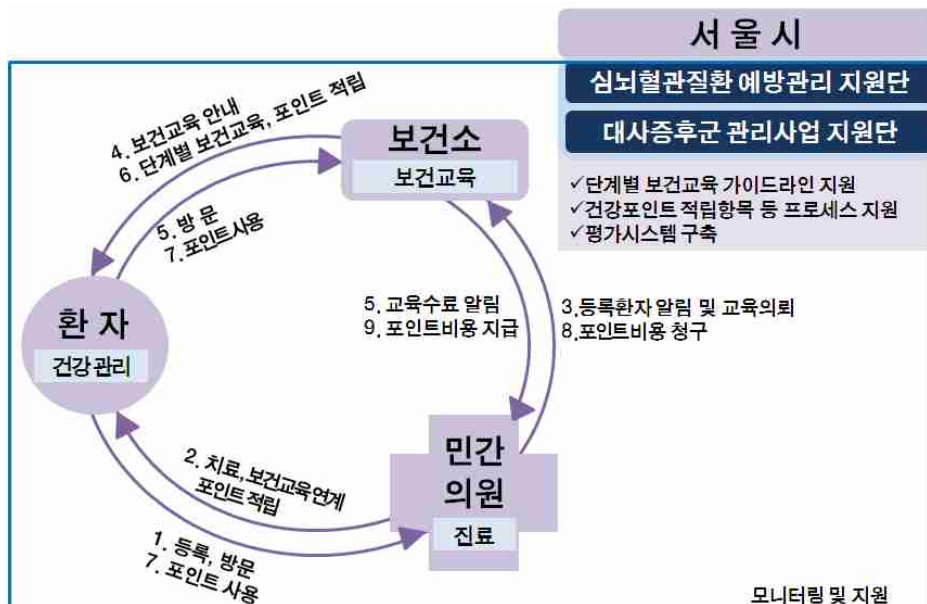 서 울 시
심뇌혈관질환 예방관리 지원단
대사증후군 관리사업 지원단
✓단계별 보건교육 가이드라인 지원
✓건강포인트 적립항목 등 프로세스 지원
✓평가시스템 구축
4. 보건교육 안내
6. 단계별 보건교육, 포인트 적립
보건소
보건교육
5. 방 문
7. 포인트사용
환 자
건강 관리
5. 교육수료 알림
9. 포인트비용 지급
3.등록환자 알림 및 교육의뢰
8.포인트비용 청구
2. 치료,보건교육연계
포인트 적립
민간
의원
진료
1. 등록, 방문
7. 포인트 사용
모니터링 및 지원